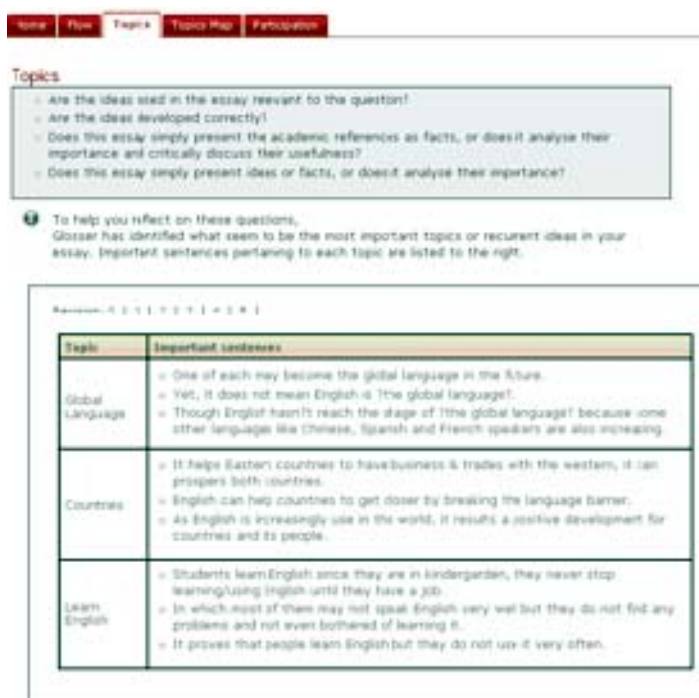 Home Flow Topics Topics Map Participation
Topics
Are the ideas used in the essay relevant to the question?
Are the ideas developed correctly?
Does this essay simply present the academic references as facts, or does it analyse their
importance and critically discuss their usefulness?
Does this essay simply present ideas or facts, or does it analyse their importance?
To help you reflect on these questions,
Glosser has identified what seem to be the most important topics or recurrent ideas in your
essay. Important sentences pertaining to each topic are listed to the right.
Topic Important sentences
Global
Language
One of each may become the global language in the future.
Yet, it does not mean English is ?the global language?.
Though English hasn?t reach the stage of ?the global language? because some
other languages like Chinese, Spanish and French speakers are also increasing.
Countries
It helps Eastern countries to have business & trades with the western, it can
prospers both countries.
English can help countries to get closer by breaking the language barrier.
As English is increasingly use in the world, it results a positive development for
countries and its people.
Learn
English
Students learn English since they are in kindergarden, they never stop
learning/using English until they have a job.
In which most of them may not speak English very well but they do not find any
problems and not even bothered of learning it.
It proves that people learn English but they do not use it very often.